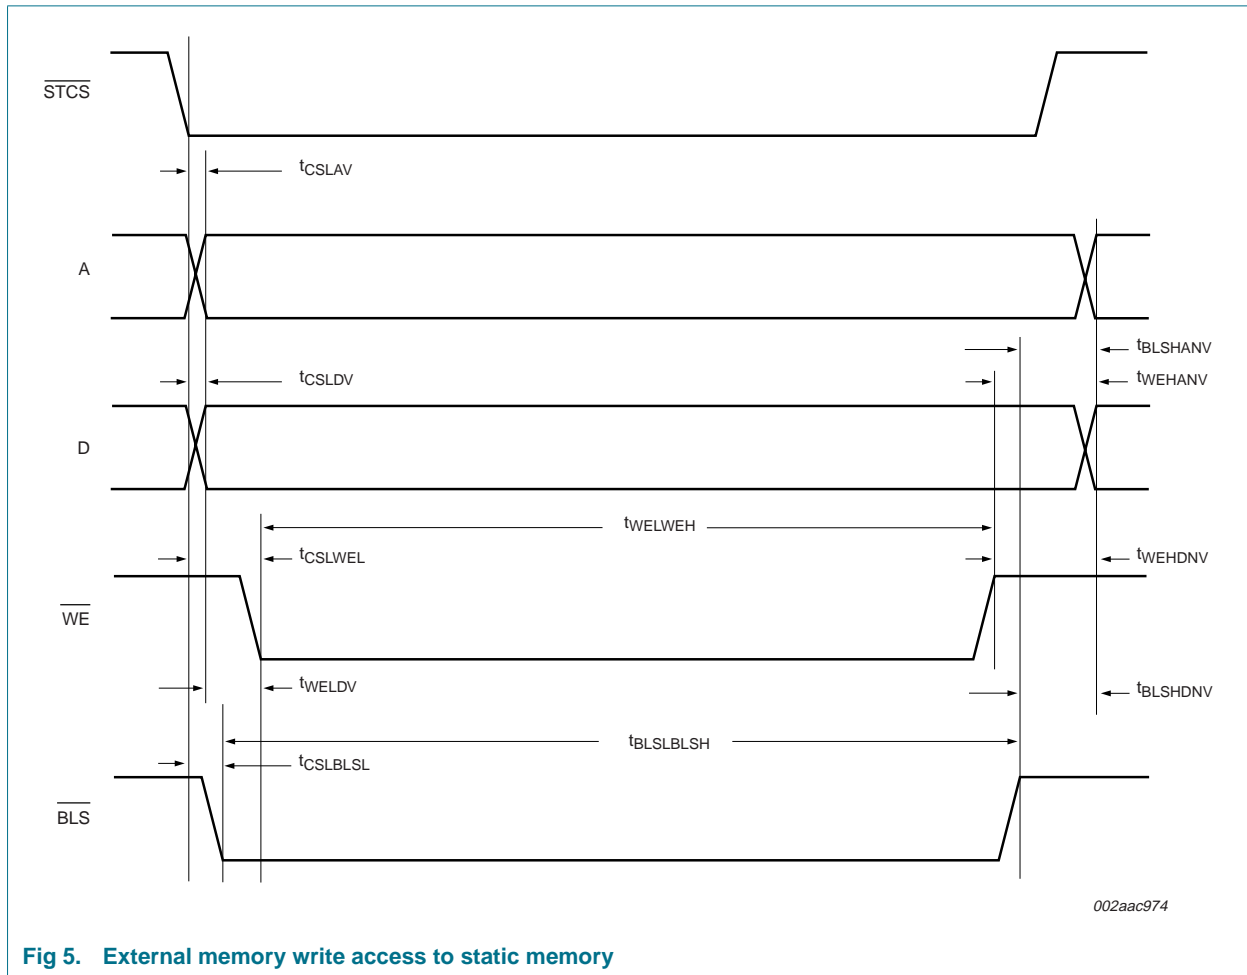 STCS
tCSLAV
A
tBLSHANV
tCSLDV
tWEHANV
D
tWELWEH
tCSLWEL
tWEHDNV
WE
tWELDV
tBLSHDNV
tBLSLBLSH
tCSLBLSL
BLS
002aac974
Fig 5. External memory write access to static memory